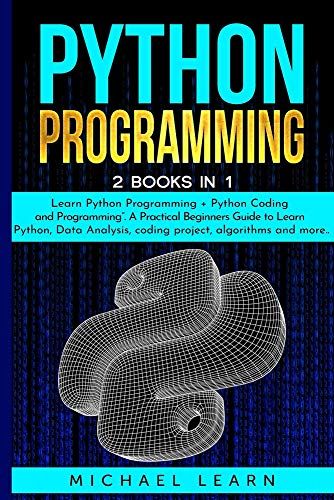 PYTHON
PROGRAMMING
2 BOOKS IN 1
Learn Python Programming + Python Coding
and Programming". A Practical Beginners Guide to Learn
Python, Data Analysis, coding project, algorithms and more..
MICHAEL LEARN